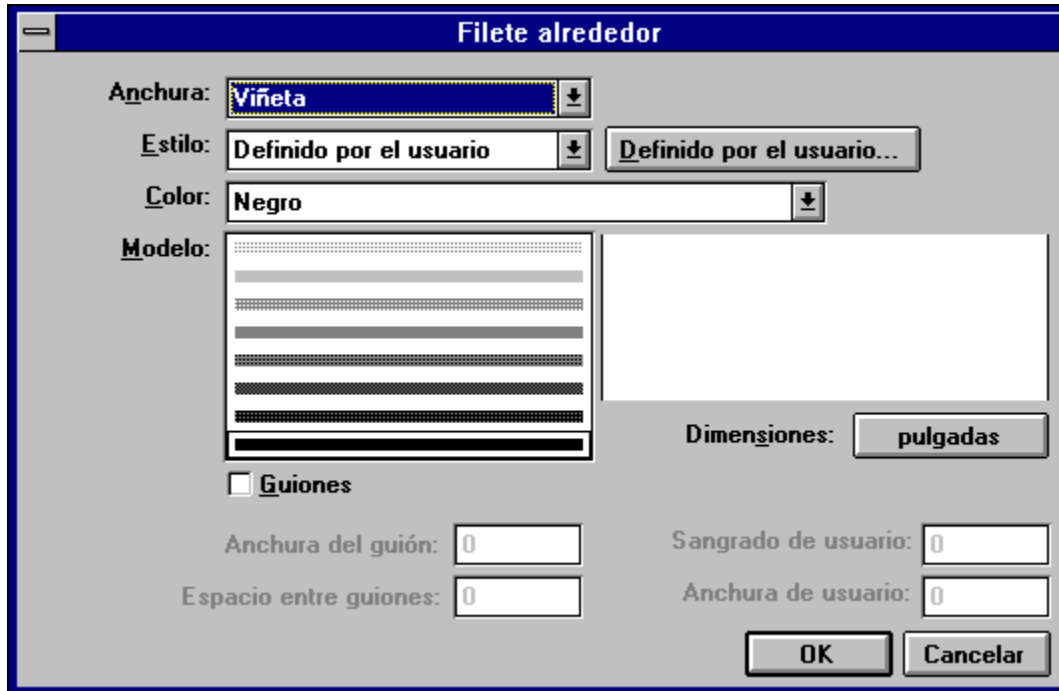 Filete alrededor
Anchura: Viñeta
Estilo: Definido por el usuario Definido por el usuario...
Color: Negro
Modelo:
Dimensiones: pulgadas
Guiones
Anchura del guión: 0 Sangrado de usuario: 0
Espacio entre guiones: 0 Anchura de usuario: 0
OK Cancelar